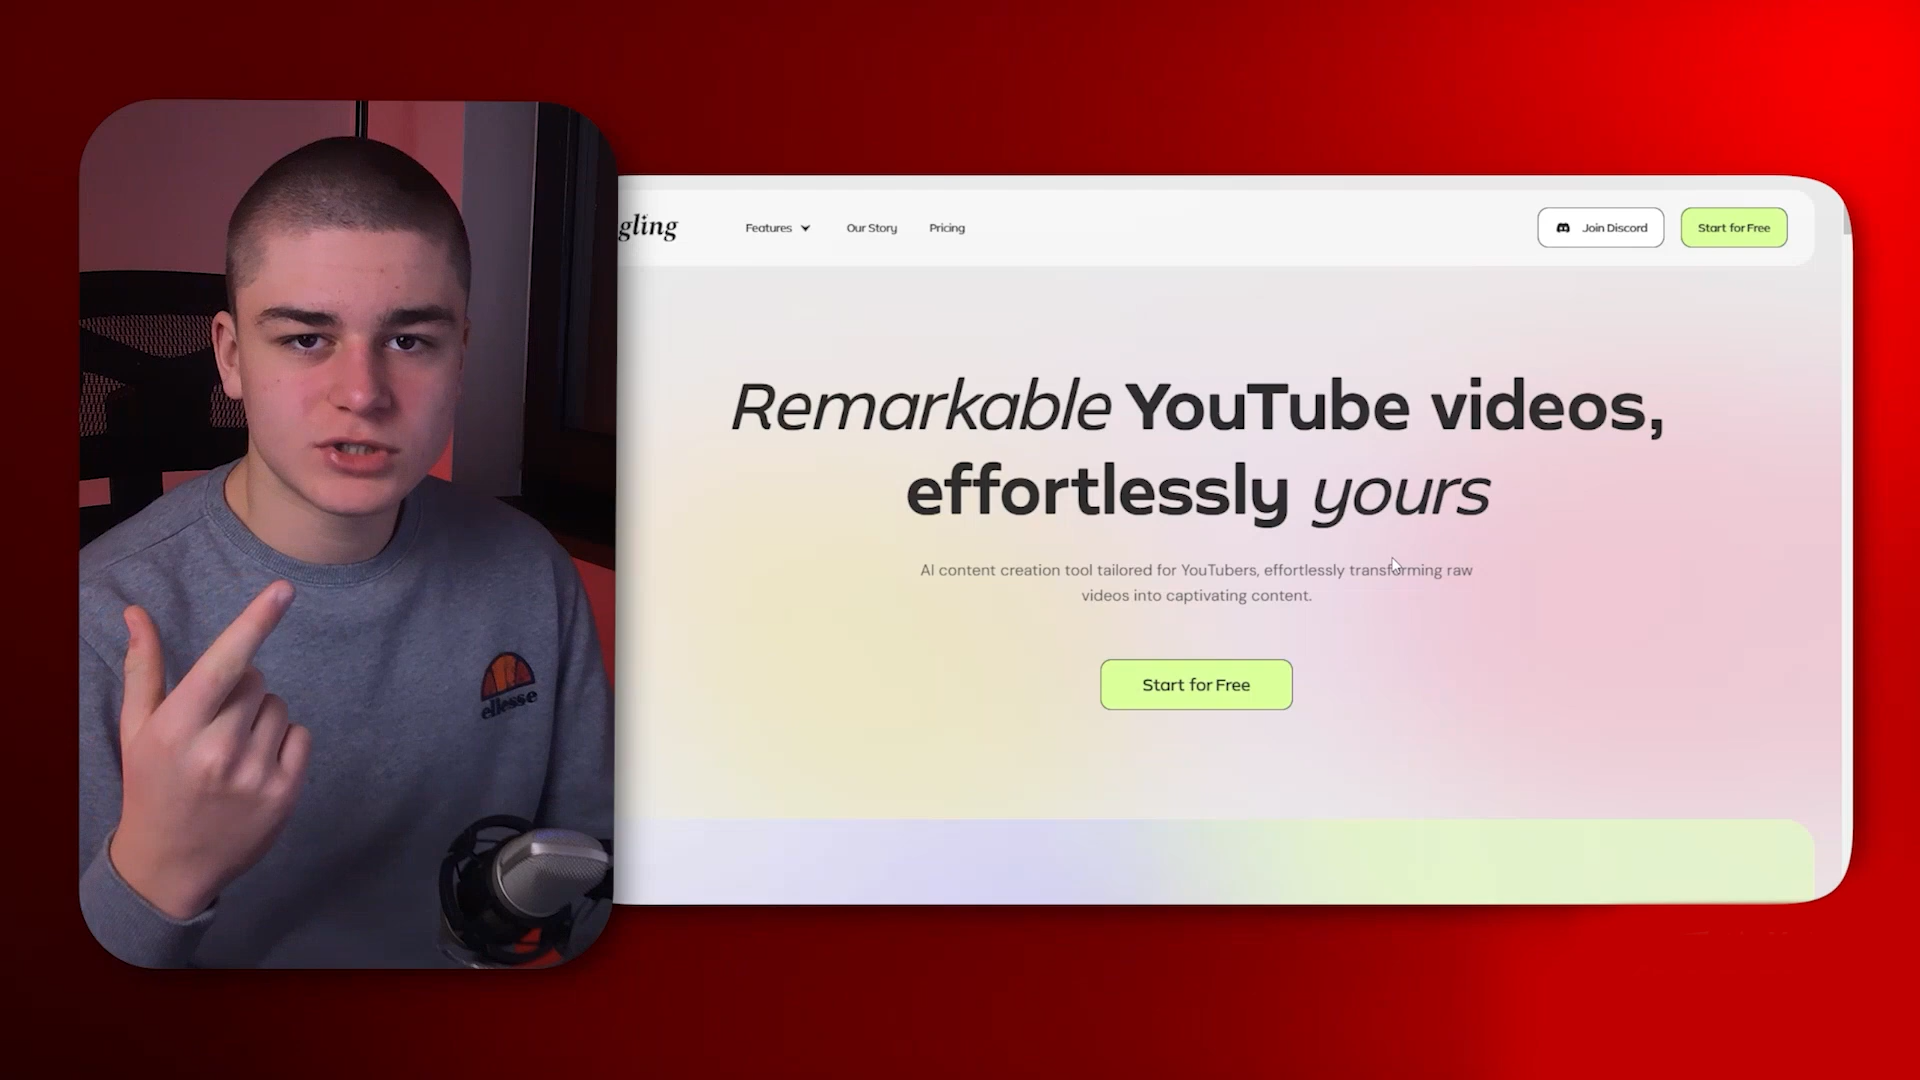 gling
Features
Our Story
Pricing
Join Discord
Start for Free
Remarkable YouTube videos,
effortlessly yours
AI content creation tool tailored for YouTubers, effortlessly transforming raw
videos into captivating content.
Start for Free
ellesse